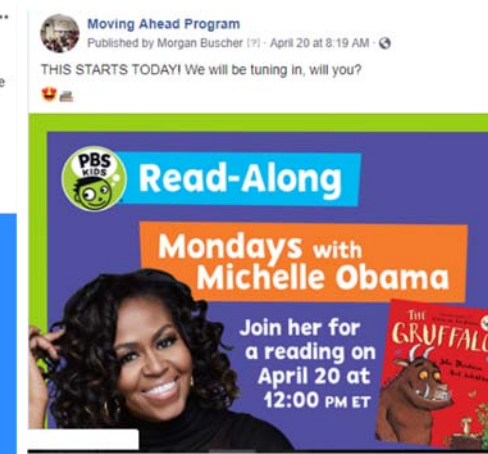 Moving Ahead Program
Published by Morgan Buscher [?] · April 20 at 8:19 AM ·
THIS STARTS TODAY! We will be tuning in, will you?
PBS
KIDS
Read-Along
Mondays with
Michelle Obama
Join her for
a reading on
April 20 at
12:00 PM ET
THE
GRUFFALO